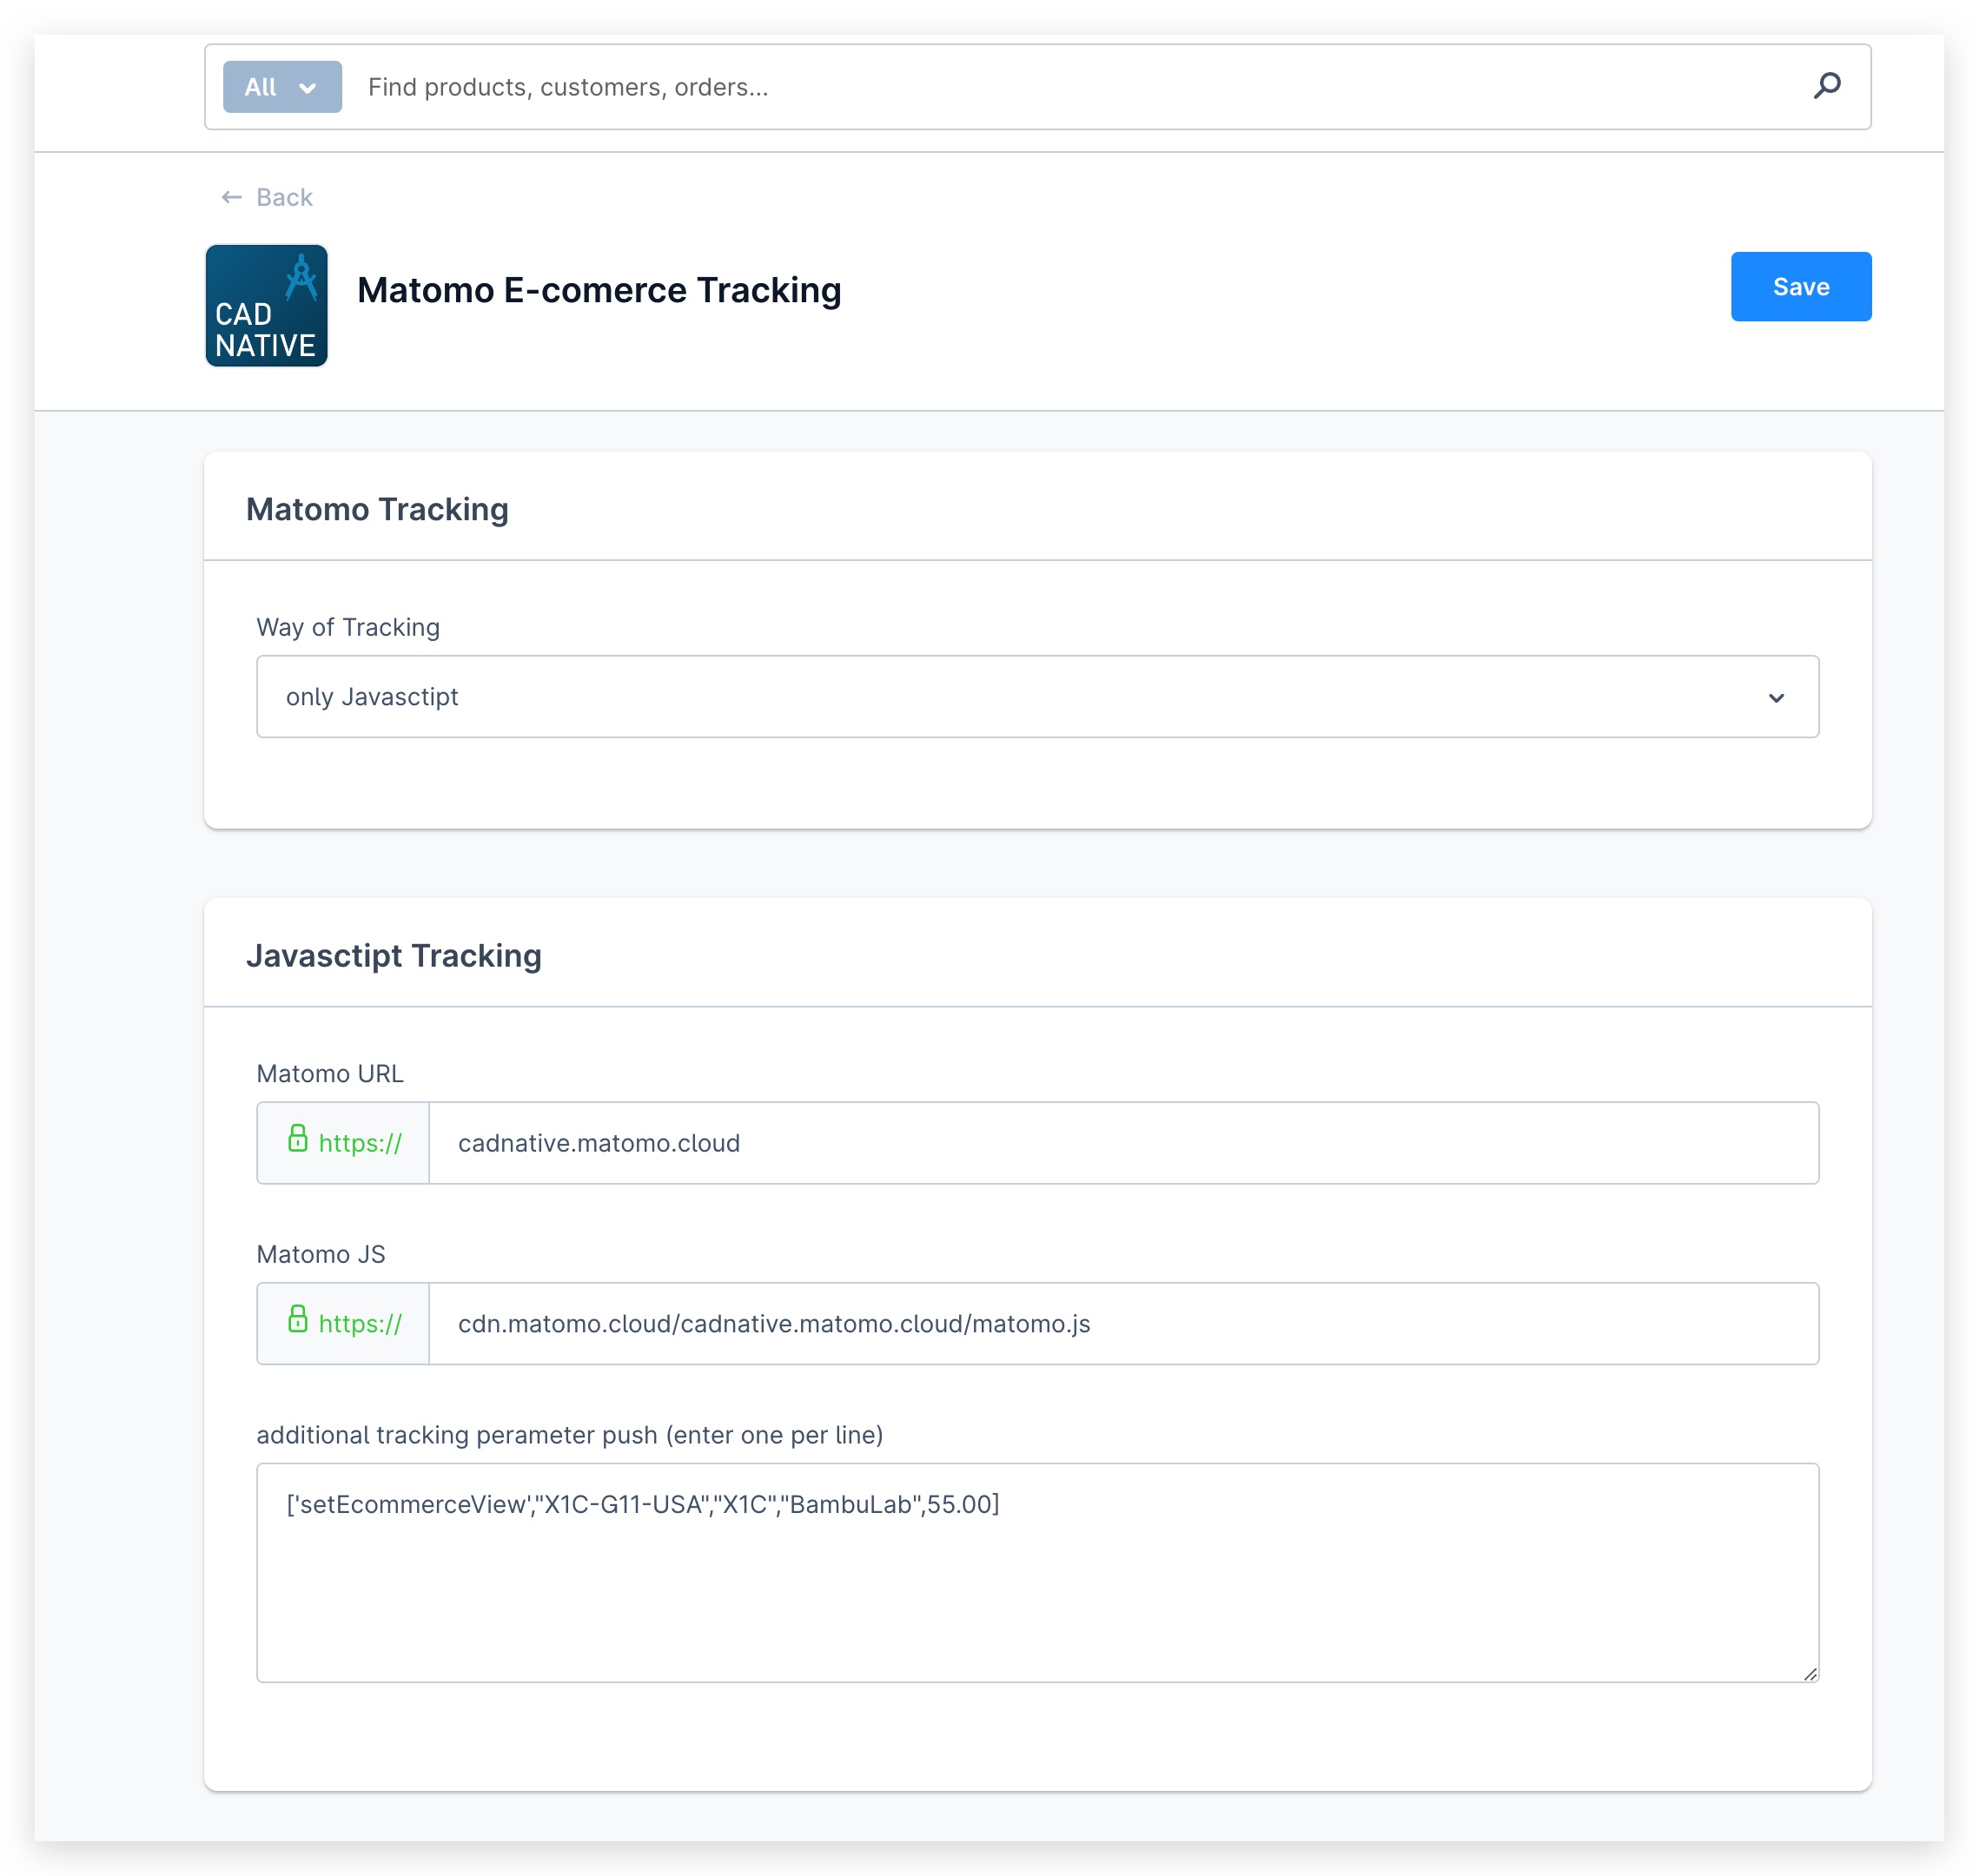 All
Find products, customers, orders...
← Back
CAD
NATIVE
Matomo E-comerce Tracking
Save
Matomo Tracking
Way of Tracking
only Javasctipt
Javasctipt Tracking
Matomo URL
https:// cadnative.matomo.cloud
Matomo JS
https:// cdn.matomo.cloud/cadnative.matomo.cloud/matomo.js
additional tracking perameter push (enter one per line)
['setEcommerceView',"X1C-G11-USA","X1C","BambuLab",55.00]